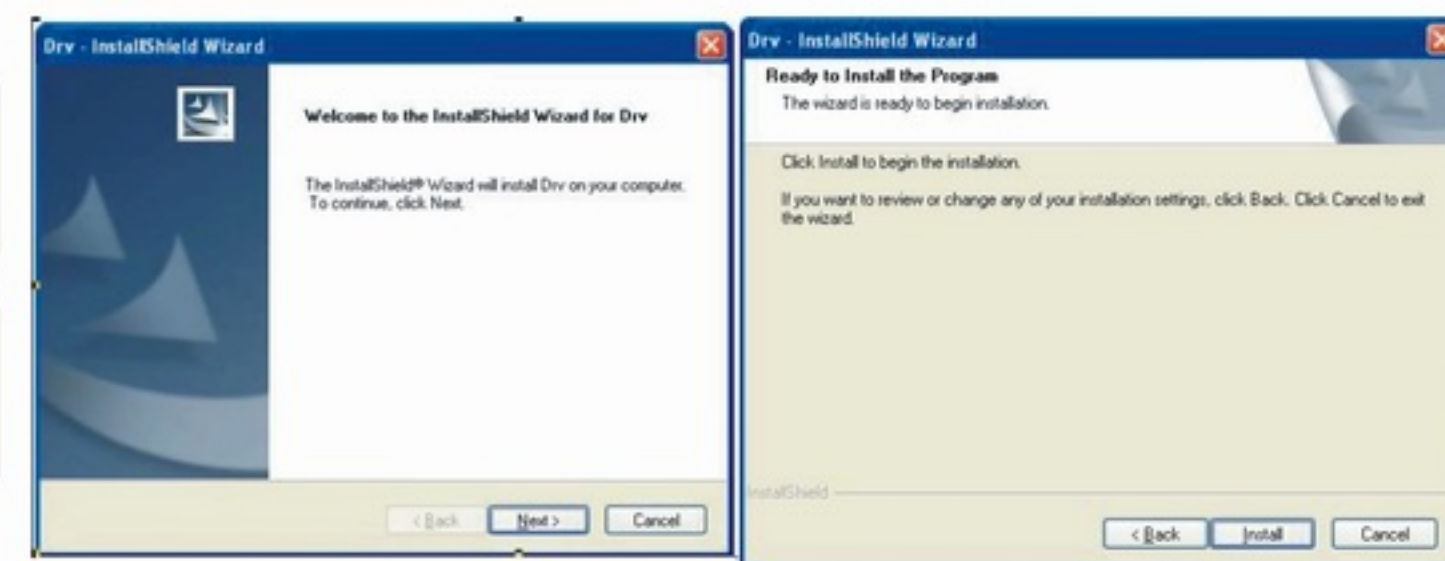 Drv - InstallShield Wizard
Welcome to the InstallShield Wizard for Drv
The InstallShield® Wizard will install Drv on your computer.
To continue, click Next.
< Back
Next >
Cancel
Drv - InstallShield Wizard
Ready to Install the Program
The wizard is ready to begin installation.
Click Install to begin the installation.
If you want to review or change any of your installation settings, click Back. Click Cancel to exit
the wizard.
InstallShield
< Back
Install
Cancel